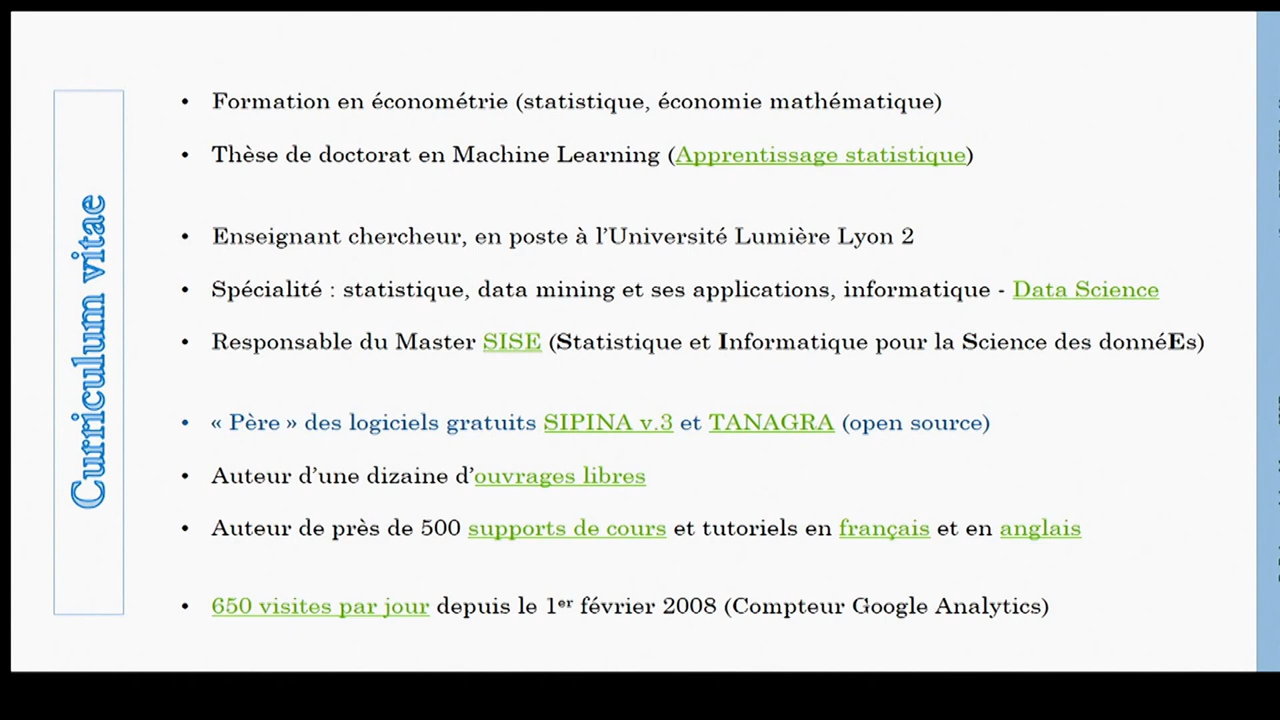 Curriculum vitae
• Formation en économétrie (statistique, économie mathématique)
• Thèse de doctorat en Machine Learning (Apprentissage statistique)
• Enseignant chercheur, en poste à l’Université Lumière Lyon 2
• Spécialité : statistique, data mining et ses applications, informatique - Data Science
• Responsable du Master SISE (Statistique et Informatique pour la Science des donnéEs)
• « Père » des logiciels gratuits SIPINA v.3 et TANAGRA (open source)
• Auteur d’une dizaine d’ouvrages libres
• Auteur de près de 500 supports de cours et tutoriels en français et en anglais
• 650 visites par jour depuis le 1er février 2008 (Compteur Google Analytics)